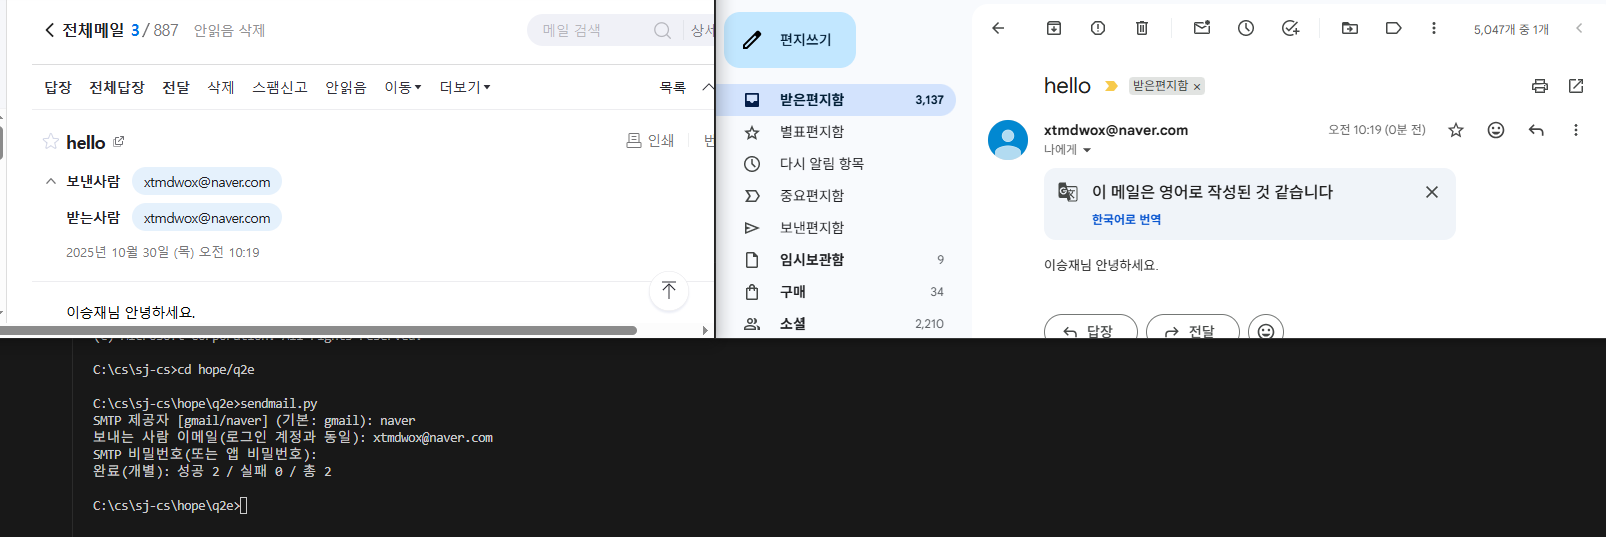 전체메일 3 / 887 안읽음 삭제
메일 검색
상세
답장 전체답장 전달 삭제 스팸신고 안읽음 이동 더보기 목록
hello
인쇄
보낸사람 xtmdwox@naver.com
받는사람 xtmdwox@naver.com
2025년 10월 30일 (목) 오전 10:19
이승재님 안녕하세요.
편지쓰기
받은편지함 3,137
별표편지함
다시 알림 항목
중요편지함
보낸편지함
임시보관함 9
구매 34
소셜 2,210
5,047개 중 1개
hello 받은편지함 ×
xtmdwox@naver.com
오전 10:19 (0분 전)
나에게
이 메일은 영어로 작성된 것 같습니다
한국어로 번역
이승재님 안녕하세요.
답장 전달
(c) Microsoft Corporation. All rights reserved.
C:\cs\sj-cs>cd hope/q2e
C:\cs\sj-cs\hope\q2e>sendmail.py
SMTP 제공자 [gmail/naver] (기본: gmail): naver
보내는 사람 이메일(로그인 계정과 동일): xtmdwox@naver.com
SMTP 비밀번호(또는 앱 비밀번호):
완료(개별): 성공 2 / 실패 0 / 총 2
C:\cs\sj-cs\hope\q2e>